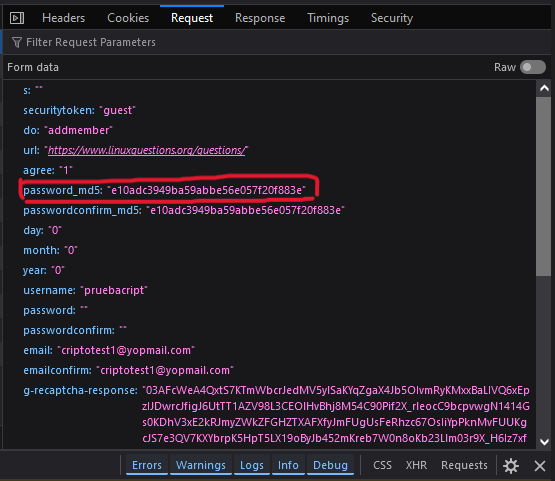 Headers Cookies Request Response Timings Security
Filter Request Parameters
Form data Raw
s: ""
securitytoken: "guest"
do: "addmember"
url: "https://www.linuxquestions.org/questions/"
agree: "1"
password_md5: "e10adc3949ba59abbe56e057f20f883e"
passwordconfirm_md5: "e10adc3949ba59abbe56e057f20f883e"
day: "0"
month: "0"
year: "0"
username: "pruebacript"
password: ""
passwordconfirm: ""
email: "criptotest1@yopmail.com"
emailconfirm: "criptotest1@yopmail.com"
g-recaptcha-response:
Errors Warnings Logs Info Debug CSS XHR Requests